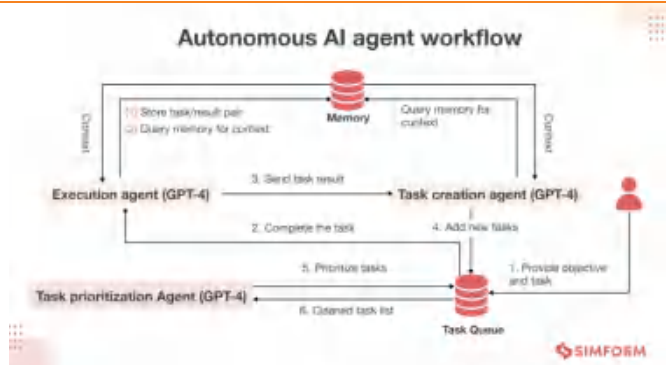 Autonomous AI agent workflow
(1) Store task/result pair
(2) Query memory for context
Memory
Query memory for
context
Context
Context
Execution agent (GPT-4)
3. Send task result
Task creation agent (GPT-4)
2. Complete the task
4. Add new tasks
1. Provide objective
and task
5. Prioritize tasks
Task prioritization Agent (GPT-4)
6. Cleaned task list
Task Queue
SIMFORM